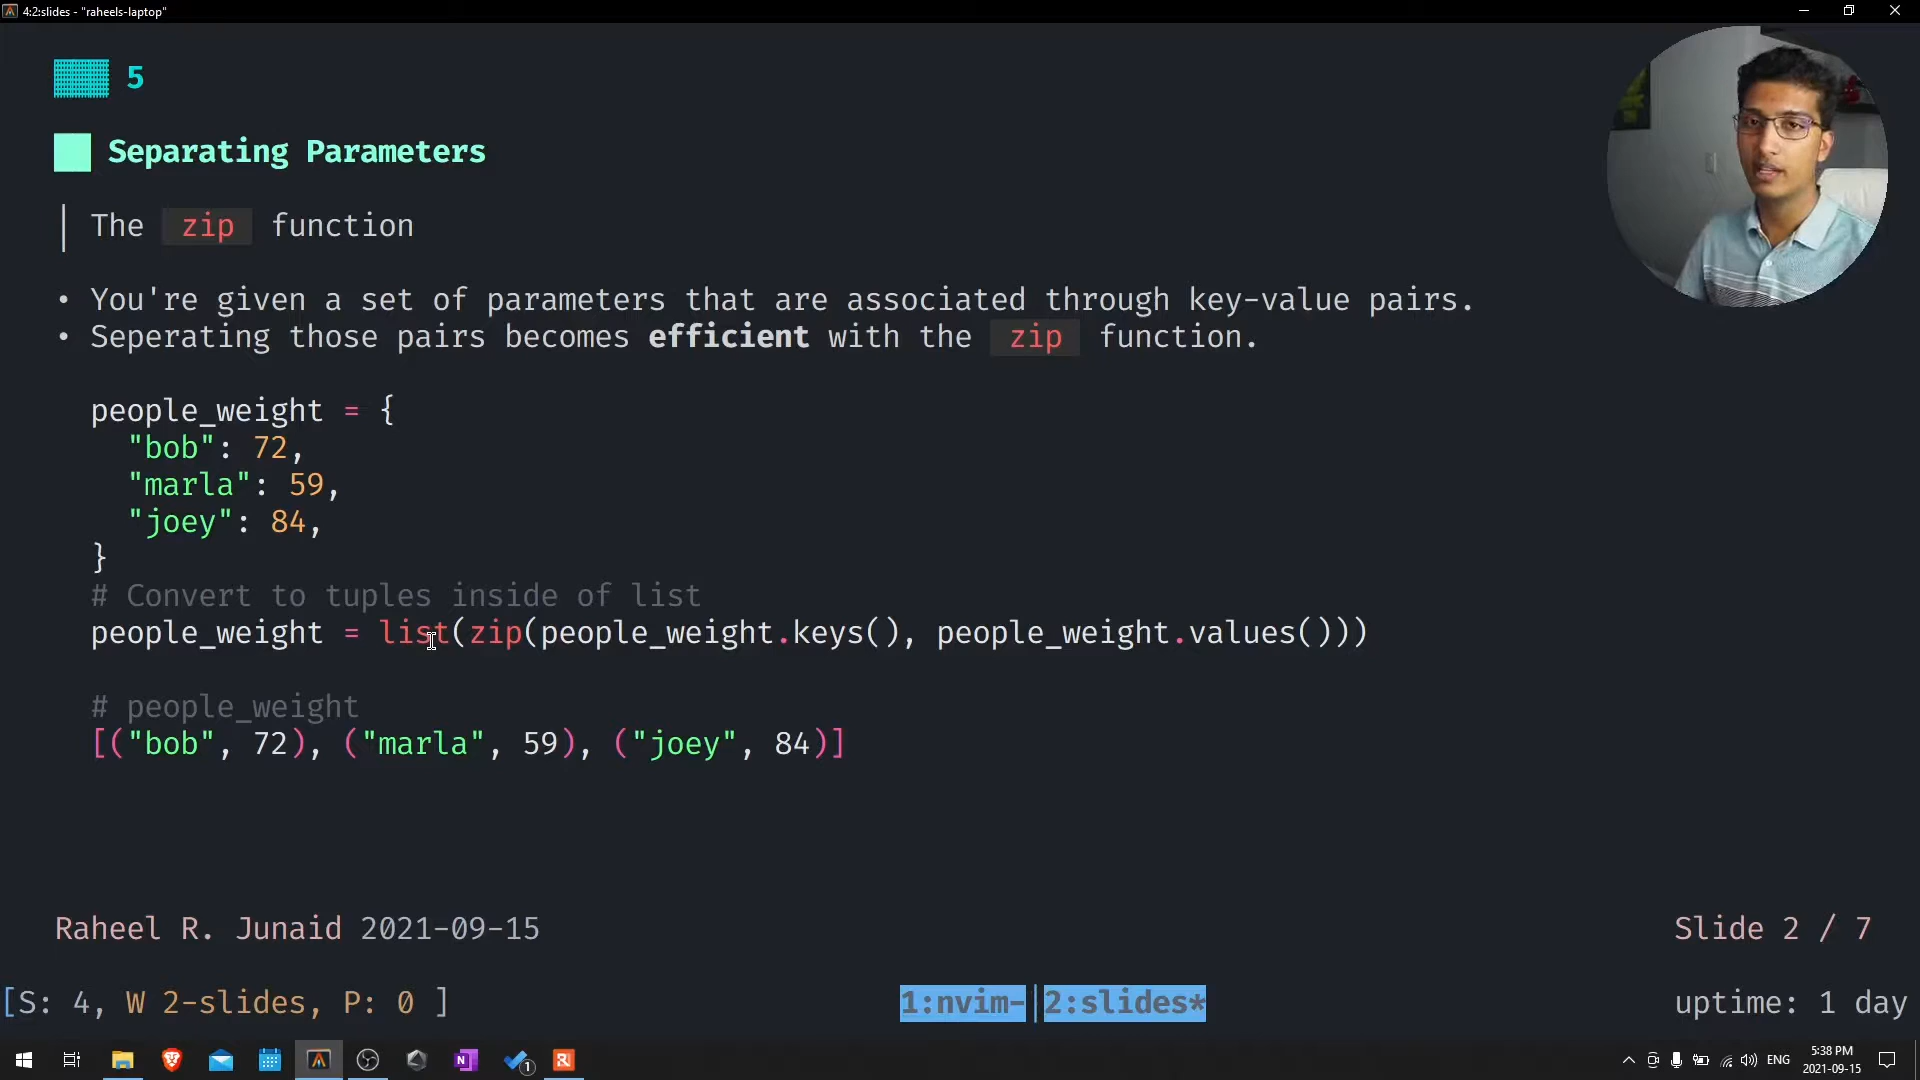 4:2:slides - "raheels-laptop"
5
Separating Parameters
The zip function
• You're given a set of parameters that are associated through key-value pairs.
• Seperating those pairs becomes efficient with the zip function.
people_weight = {
"bob": 72,
"marla": 59,
"joey": 84,
}
# Convert to tuples inside of list
people_weight = list(zip(people_weight.keys(), people_weight.values()))
# people_weight
[("bob", 72), ("marla", 59), ("joey", 84)]
Raheel R. Junaid 2021-09-15
Slide 2 / 7
[S: 4, W 2-slides, P: 0 ]
1:nvim-|2:slides*
uptime: 1 day
N
1
RI
ENG
5:38 PM
2021-09-15